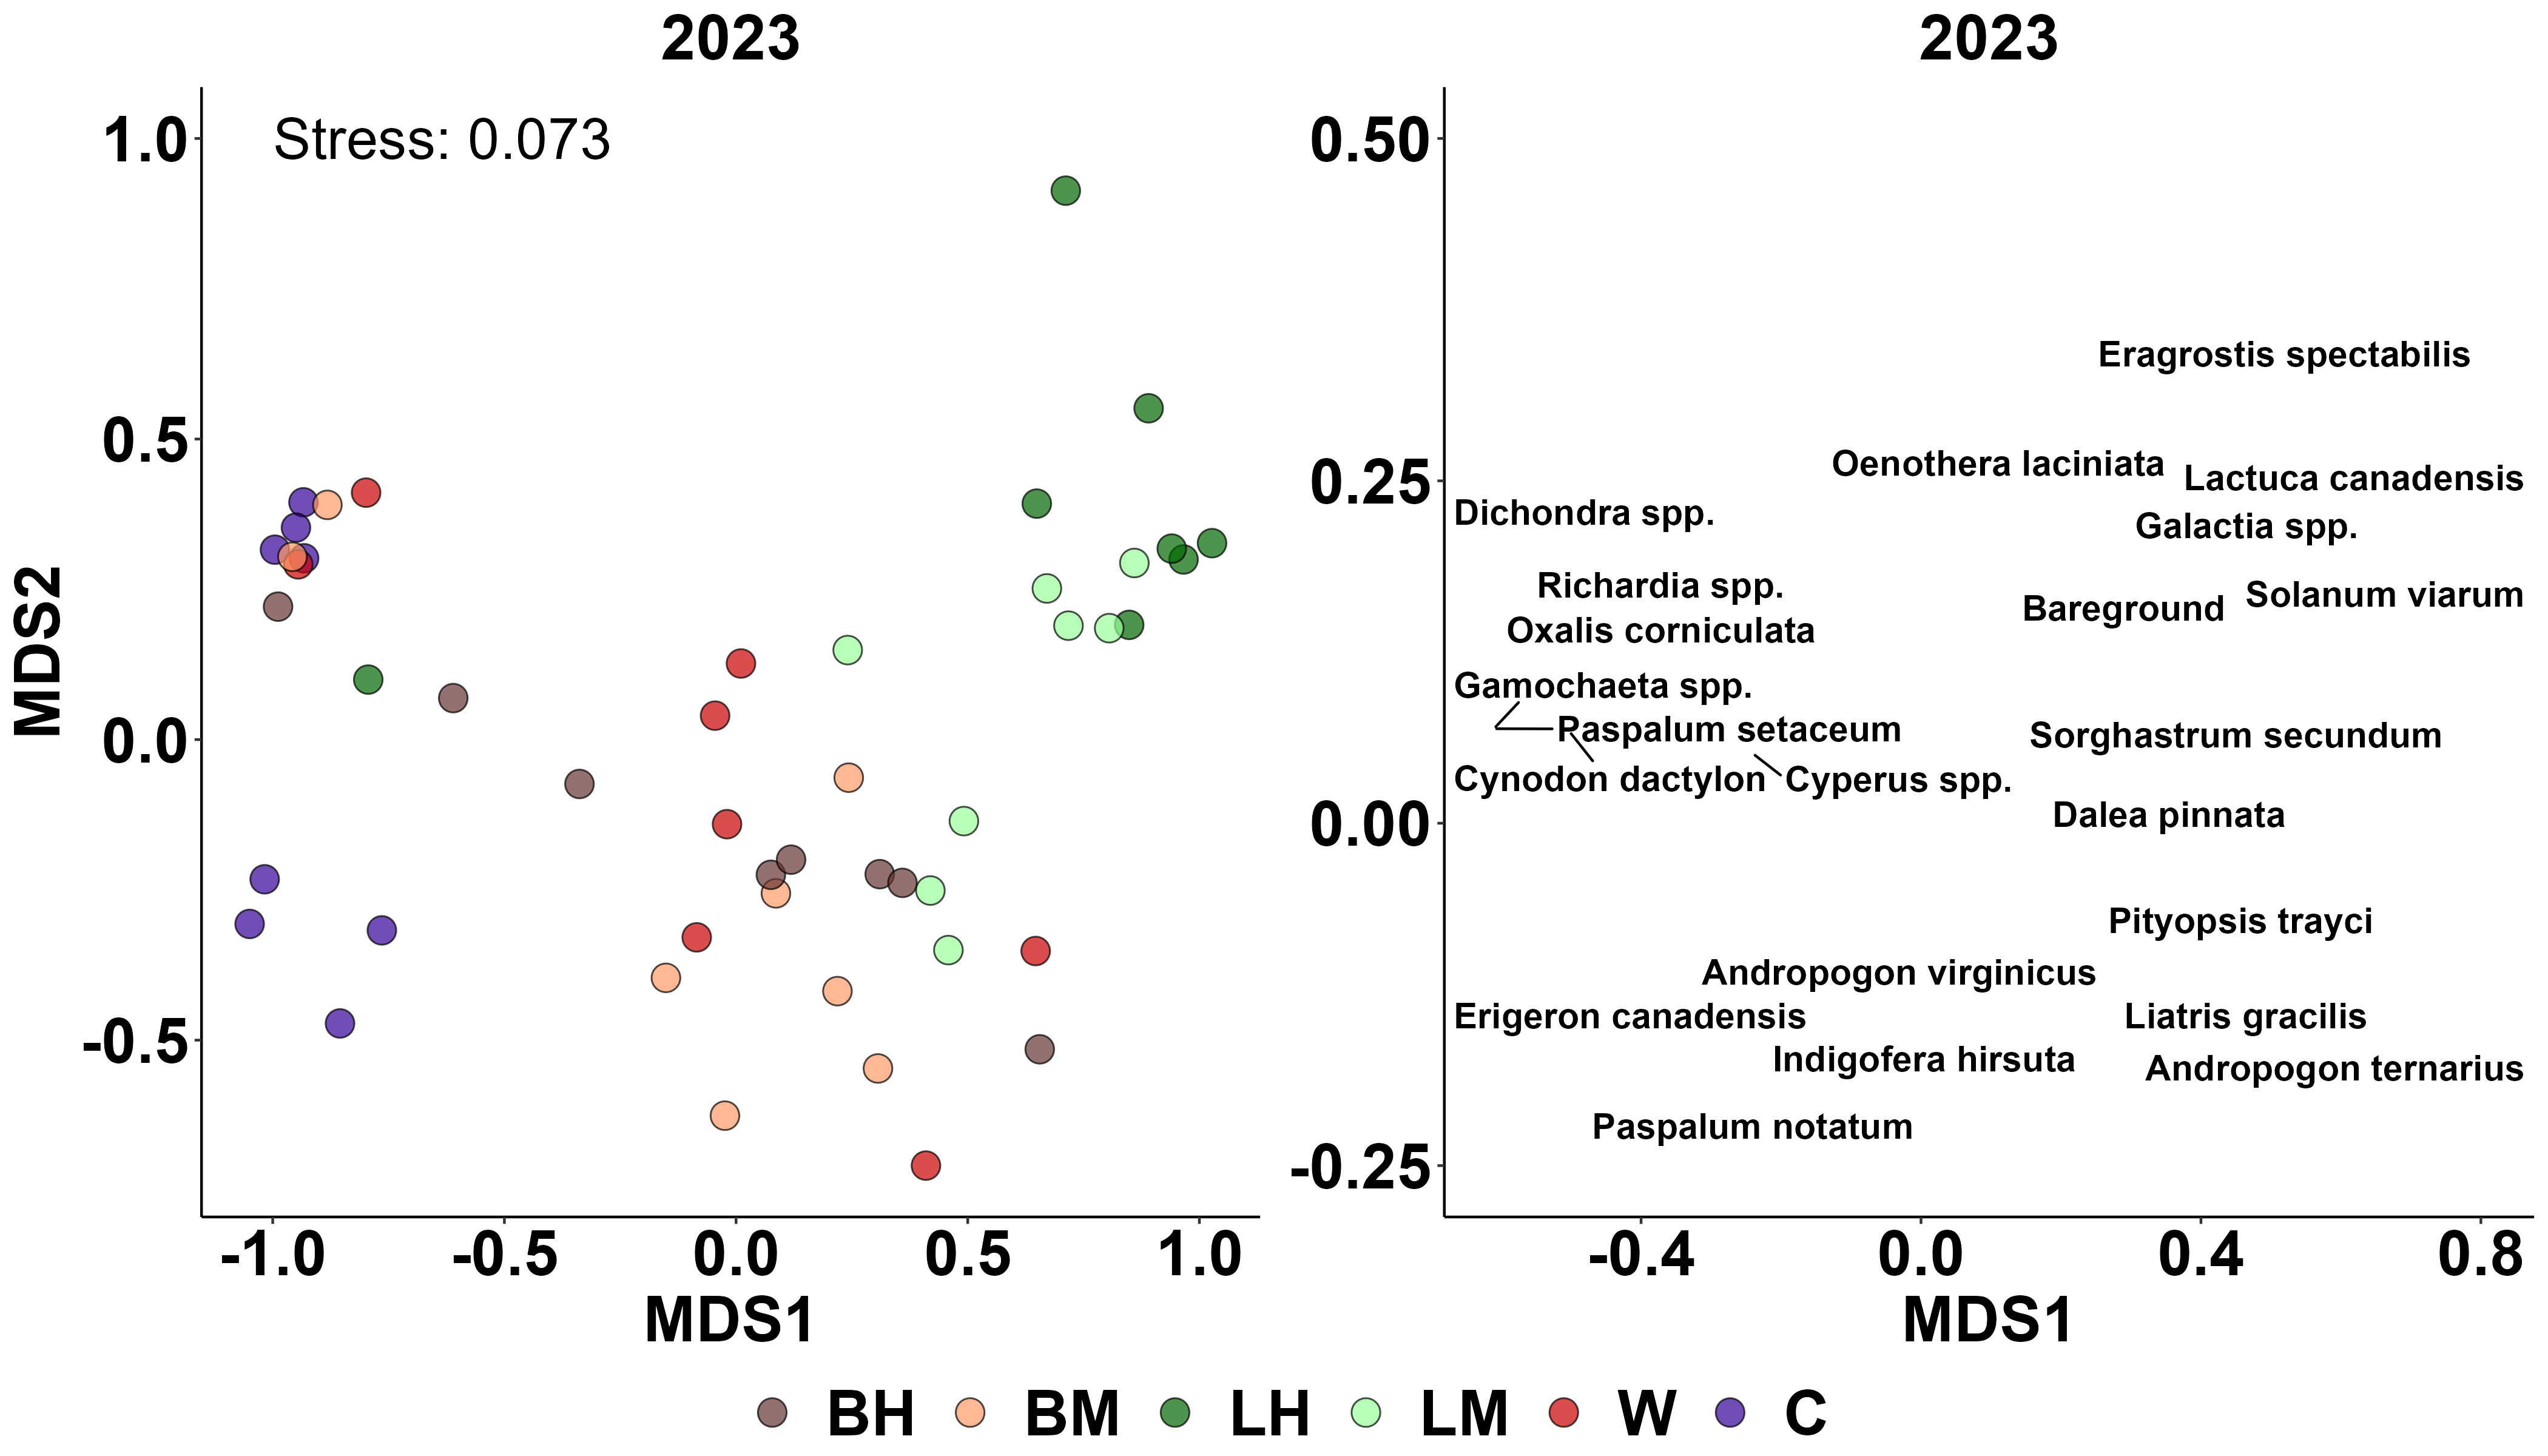 2023
Stress: 0.073
1.0
0.5
0.0
-0.5
MDS2
-1.0 -0.5 0.0 0.5 1.0
MDS1
2023
0.50
0.25
0.00
-0.25
Eragrostis spectabilis
Oenothera laciniata
Lactuca canadensis
Dichondra spp.
Galactia spp.
Richardia spp.
Solanum viarum
Bareground
Oxalis corniculata
Gamochaeta spp.
Paspalum setaceum
Sorghastrum secundum
Cynodon dactylon
Cyperus spp.
Dalea pinnata
Pityopsis trayci
Andropogon virginicus
Erigeron canadensis
Liatris gracilis
Indigofera hirsuta
Andropogon ternarius
Paspalum notatum
-0.4 0.0 0.4 0.8
MDS1
BH BM LH LM W C